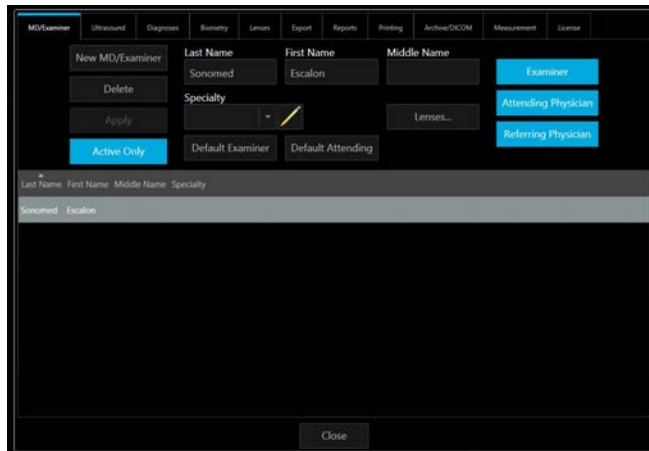 MD/Examiner Ultrasound Diagnoses Biometry Lenses Export Reports Printing Archive/DICOM Measurement License
New MD/Examiner
Delete
Apply
Active Only
Last Name First Name Middle Name
Sonomed Escalon
Specialty
Lenses...
Default Examiner Default Attending
Examiner
Attending Physician
Referring Physician
Last Name First Name Middle Name Specialty
Sonomed Escalon
Close